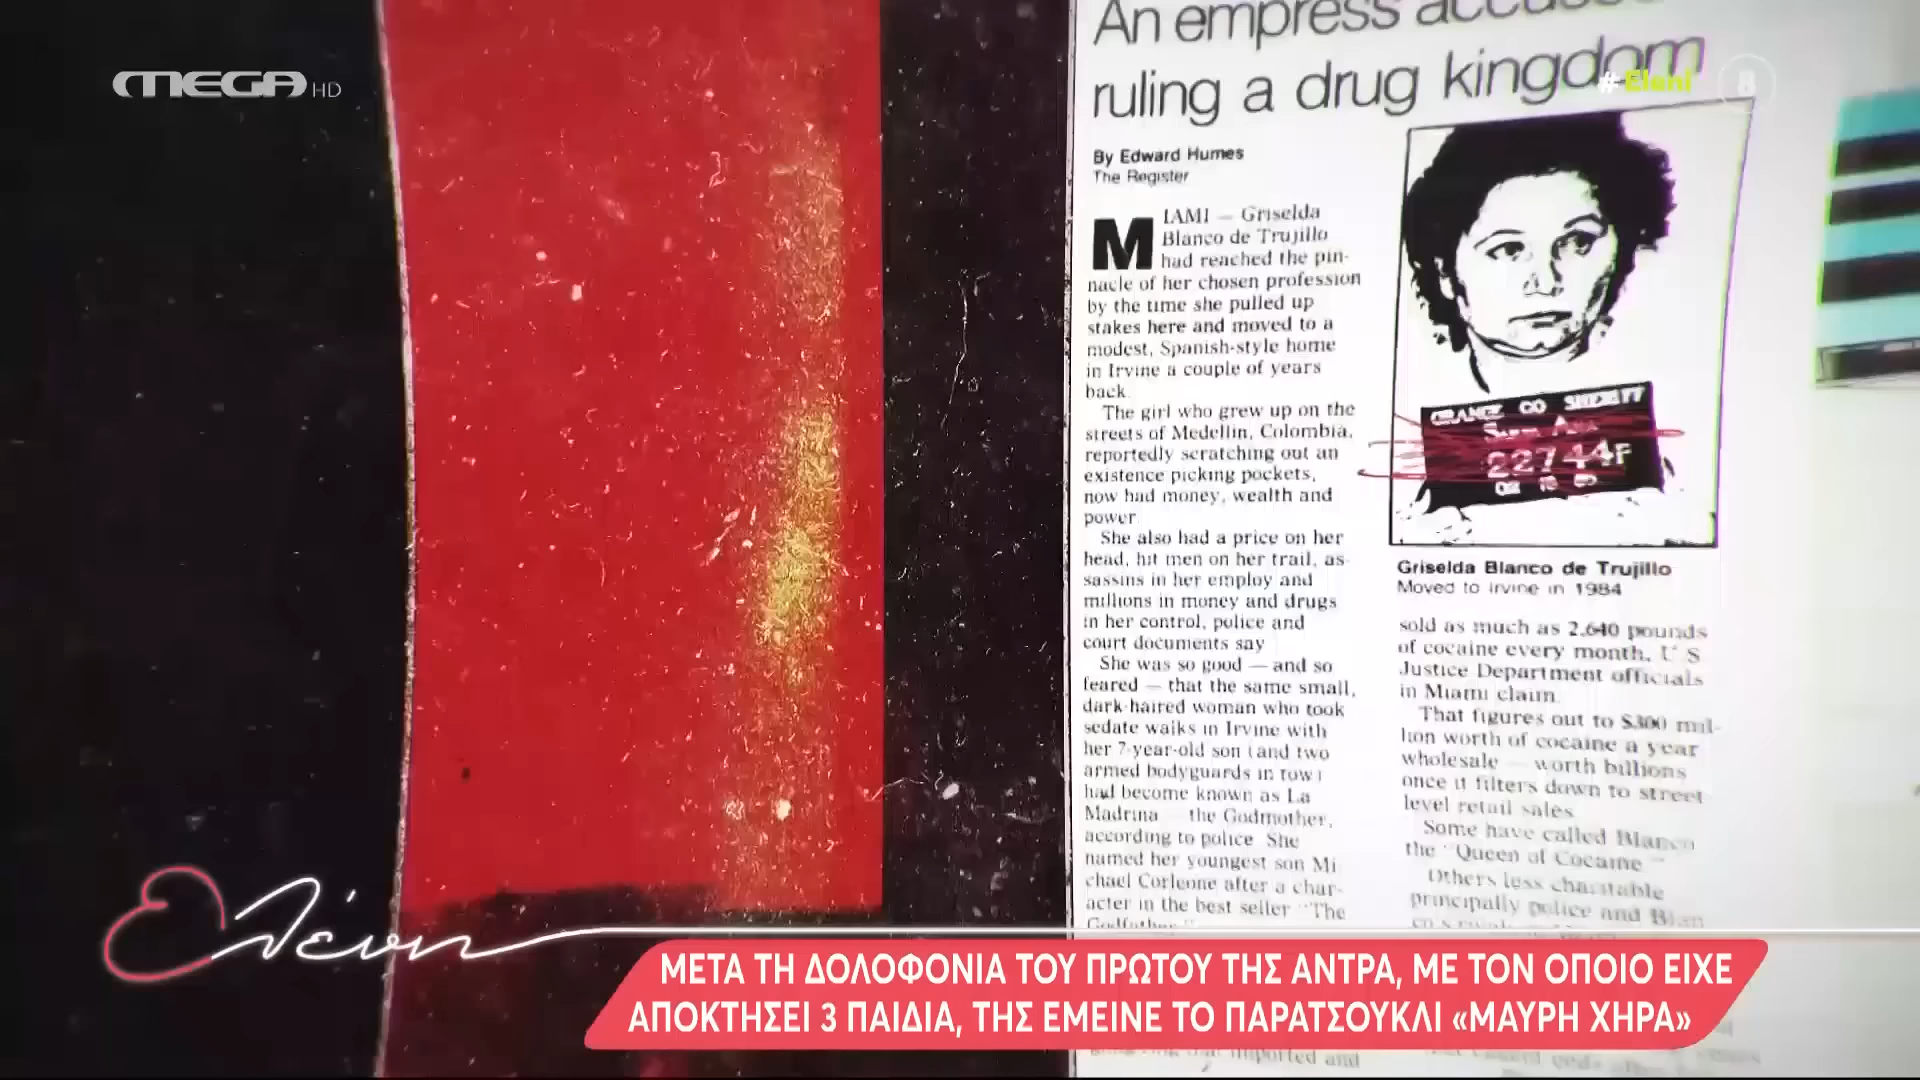 MEGA HD
#Eleni
8
An empress
ruling a drug kingdom
By Edward Humes
The Register
MIAMI — Griselda
Blanco de Trujillo
had reached the pin-
nacle of her chosen profession
by the time she pulled up
stakes here and moved to a
modest, Spanish-style home
in Irvine a couple of years
back.
The girl who grew up on the
streets of Medellin, Colombia,
reportedly scratching out an
existence picking pockets,
now had money, wealth and
power.
She also had a price on her
head, hit men on her trail, as-
sassins in her employ and
millions in money and drugs
in her control, police and
court documents say
She was so good — and so
feared — that the same small,
dark-haired woman who took
sedate walks in Irvine with
her 7-year-old son (and two
armed bodyguards in tow)
had become known as La
Madrina — the Godmother,
according to police. She
named her youngest son Mi
chael Corleone after a char-
acter in the best seller "The
Godfather."
ORANGE CO SHERIFF
Santa Ana
22744F
Griselda Blanco de Trujillo
Moved to Irvine in 1984
sold as much as 2,640 pounds
of cocaine every month, U S
Justice Department officials
in Miami claim.
That figures out to $300 mil-
lion worth of cocaine a year
wholesale — worth billions
once it filters down to street
level retail sales
Some have called Blanco
the "Queen of Cocaine"
Others less charitable
principally police and Blan
Ελένη
ΜΕΤΑ ΤΗ ΔΟΛΟΦΟΝΙΑ ΤΟΥ ΠΡΩΤΟΥ ΤΗΣ ΑΝΤΡΑ, ΜΕ ΤΟΝ ΟΠΟΙΟ ΕΙΧΕ
ΑΠΟΚΤΗΣΕΙ 3 ΠΑΙΔΙΑ, ΤΗΣ ΕΜΕΙΝΕ ΤΟ ΠΑΡΑΤΣΟΥΚΛΙ «ΜΑΥΡΗ ΧΗΡΑ»
imported and